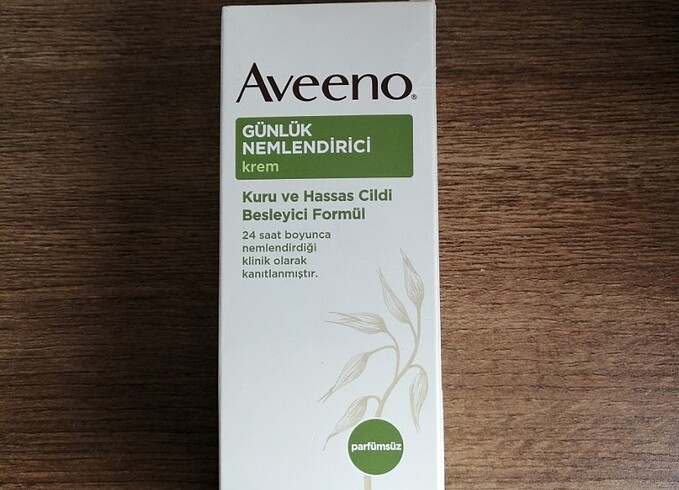 Aveeno®
GÜNLÜK
NEMLENDİRİCİ
krem
Kuru ve Hassas Cildi
Besleyici Formül
24 saat boyunca
nemlendirdiği
klinik olarak
kanıtlanmıştır.
parfümsüz